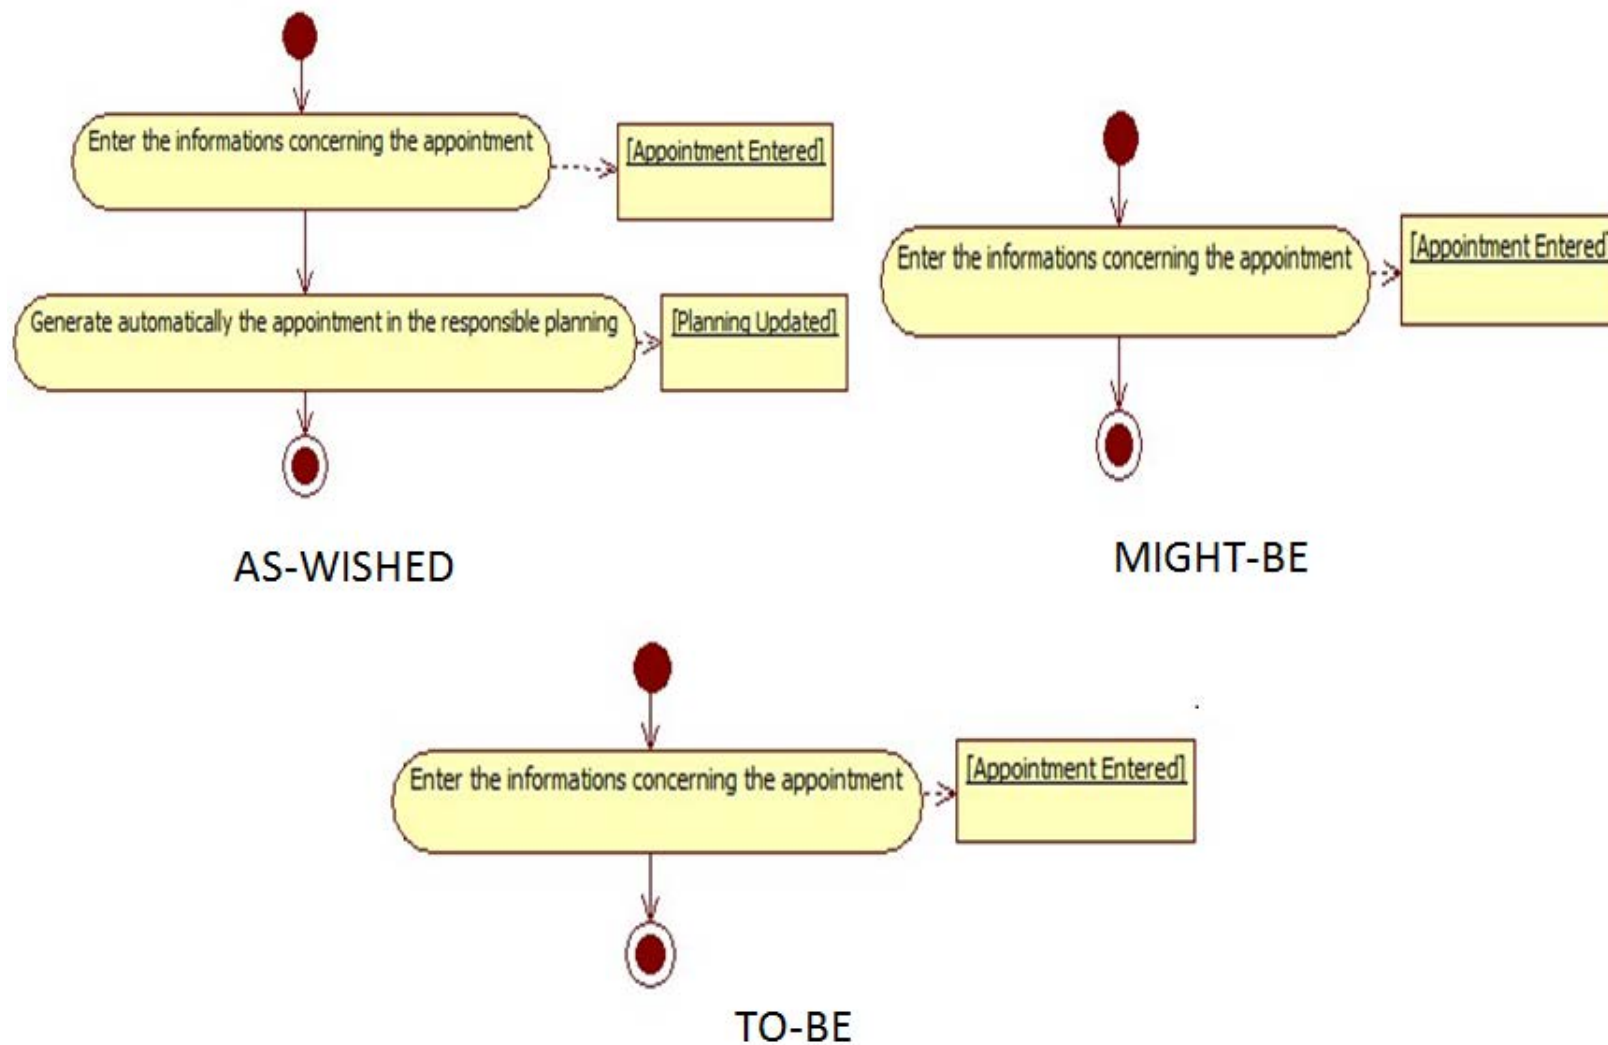 Enter the informations concerning the appointment
[Appointment Entered]
Generate automatically the appointment in the responsible planning
[Planning Updated]
AS-WISHED
Enter the informations concerning the appointment
[Appointment Entered]
MIGHT-BE
Enter the informations concerning the appointment
[Appointment Entered]
TO-BE